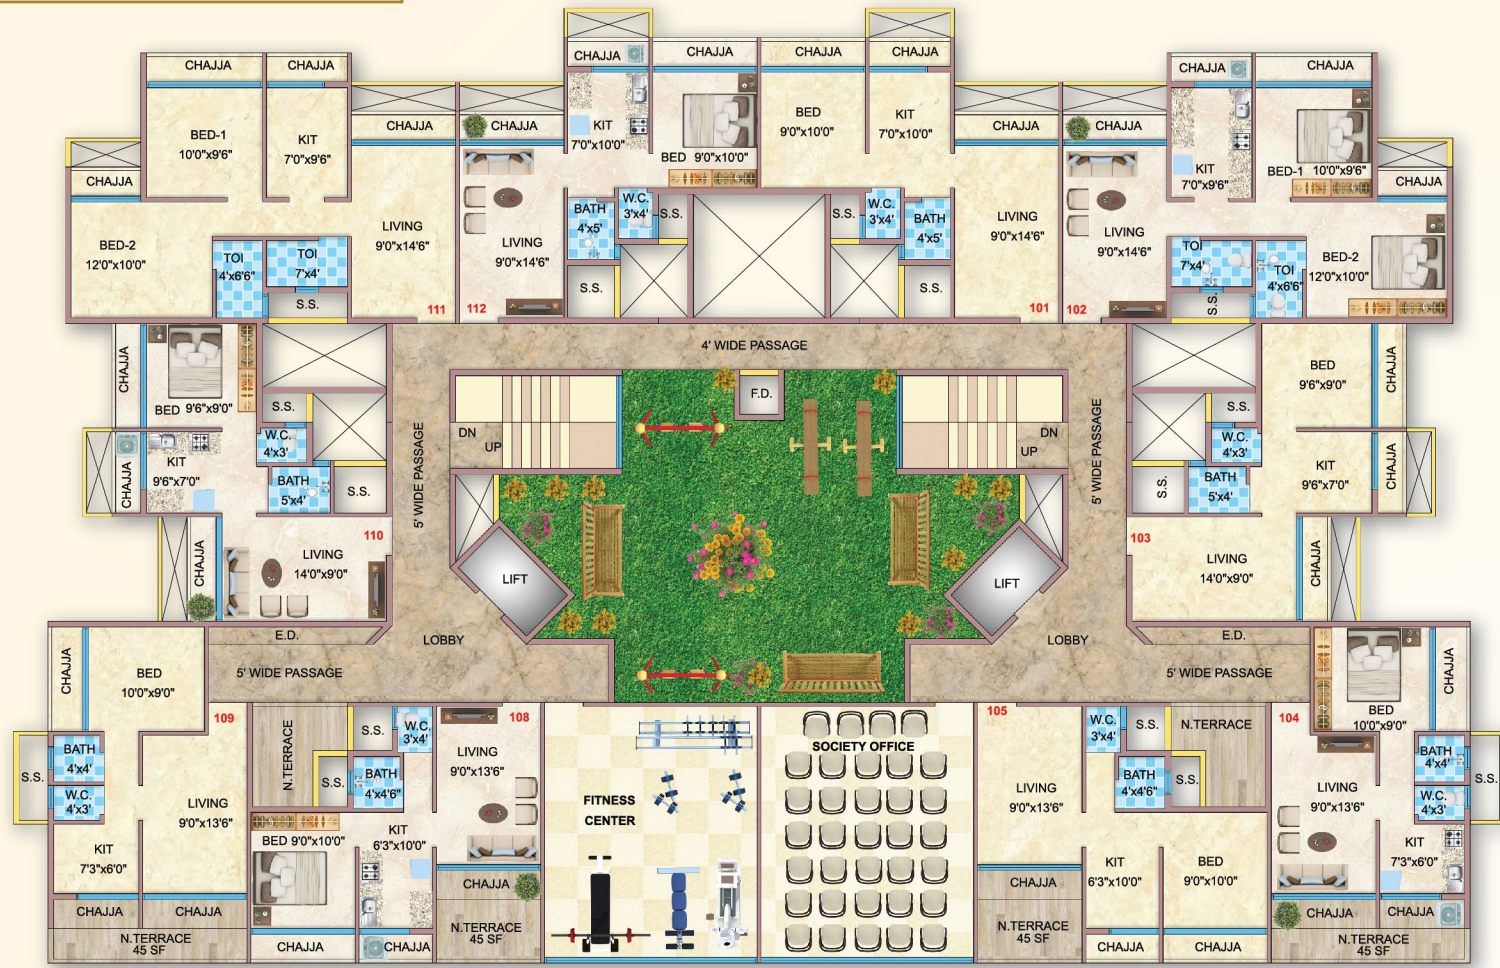 CHAJJA
CHAJJA
BED-1
10'0"x9'6"
KIT
7'0"x9'6"
CHAJJA
CHAJJA
BED-2
12'0"x10'0"
TOI
4'x6'6"
TOI
7'x4'
S.S.
LIVING
9'0"x14'6"
111
CHAJJA
LIVING
9'0"x14'6"
112
CHAJJA
KIT
7'0"x10'0"
CHAJJA
BED 9'0"x10'0"
BATH
4'x5'
W.C.
3'x4'
S.S.
S.S.
CHAJJA
BED
9'0"x10'0"
CHAJJA
KIT
7'0"x10'0"
S.S.
W.C.
3'x4'
BATH
4'x5'
S.S.
CHAJJA
LIVING
9'0"x14'6"
101
CHAJJA
LIVING
9'0"x14'6"
102
CHAJJA
KIT
7'0"x9'6"
CHAJJA
BED-1 10'0"x9'6"
CHAJJA
TOI
7'x4'
TOI
4'x6'6"
S.S.
BED-2
12'0"x10'0"
4' WIDE PASSAGE
F.D.
CHAJJA
BED 9'6"x9'0"
S.S.
W.C.
4'x3'
KIT
9'6"x7'0"
CHAJJA
BATH
5'x4'
S.S.
CHAJJA
LIVING
14'0"x9'0"
110
5' WIDE PASSAGE
DN
UP
LIFT
LOBBY
E.D.
5' WIDE PASSAGE
DN
UP
LIFT
LOBBY
5' WIDE PASSAGE
BED
9'6"x9'0"
CHAJJA
S.S.
W.C.
4'x3'
BATH
5'x4'
S.S.
KIT
9'6"x7'0"
CHAJJA
103
LIVING
14'0"x9'0"
CHAJJA
E.D.
5' WIDE PASSAGE
CHAJJA
BED
10'0"x9'0"
109
BATH
4'x4'
S.S.
W.C.
4'x3'
LIVING
9'0"x13'6"
KIT
7'3"x6'0"
CHAJJA
CHAJJA
N.TERRACE
45 SF
N.TERRACE
S.S.
W.C.
3'x4'
S.S.
BATH
4'x4'6"
108
LIVING
9'0"x13'6"
BED 9'0"x10'0"
KIT
6'3"x10'0"
CHAJJA
CHAJJA
CHAJJA
N.TERRACE
45 SF
FITNESS
CENTER
SOCIETY OFFICE
105
LIVING
9'0"x13'6"
W.C.
3'x4'
S.S.
BATH
4'x4'6"
S.S.
N.TERRACE
KIT
6'3"x10'0"
BED
9'0"x10'0"
CHAJJA
N.TERRACE
45 SF
CHAJJA
CHAJJA
104
BED
10'0"x9'0"
CHAJJA
BATH
4'x4'
W.C.
4'x3'
S.S.
LIVING
9'0"x13'6"
KIT
7'3"x6'0"
CHAJJA
CHAJJA
N.TERRACE
45 SF